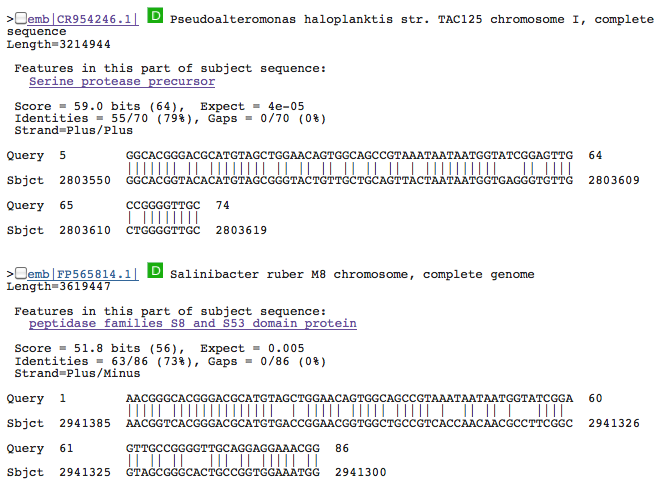 >emb|CR954246.1| D Pseudoalteromonas haloplanktis str. TAC125 chromosome I, complete
sequence
Length=3214944
Features in this part of subject sequence:
Serine protease precursor
Score = 59.0 bits (64), Expect = 4e-05
Identities = 55/70 (79%), Gaps = 0/70 (0%)
Strand=Plus/Plus
Query 5 GGCACGGGACGCATGTAGCTGGAACAGTGGCAGCCGTAAATAATAATGGTATCGGAGTTG 64
Sbjct 2803550 GGCACGGTACACATGTAGCGGGTACTGTTGCTGCAGTTACTAATAATGGTGAGGGTGTTG 2803609
Query 65 CCGGGGTTGC 74
Sbjct 2803610 CTGGGGTTGC 2803619
>emb|FP565814.1| D Salinibacter ruber M8 chromosome, complete genome
Length=3619447
Features in this part of subject sequence:
peptidase families S8 and S53 domain protein
Score = 51.8 bits (56), Expect = 0.005
Identities = 63/86 (73%), Gaps = 0/86 (0%)
Strand=Plus/Minus
Query 1 AACGGGCACGGGACGCATGTAGCTGGAACAGTGGCAGCCGTAAATAATAATGGTATCGGA 60
Sbjct 2941385 AACGGTCACGGGACGCATGTGACCGGAACGGTGGCTGCCGTCACCAACAACGCCTTCGGC 2941326
Query 61 GTTGCCGGGGTTGCAGGAGGAAACGG 86
Sbjct 2941325 GTAGCGGGCACTGCCGGTGGAAATGG 2941300